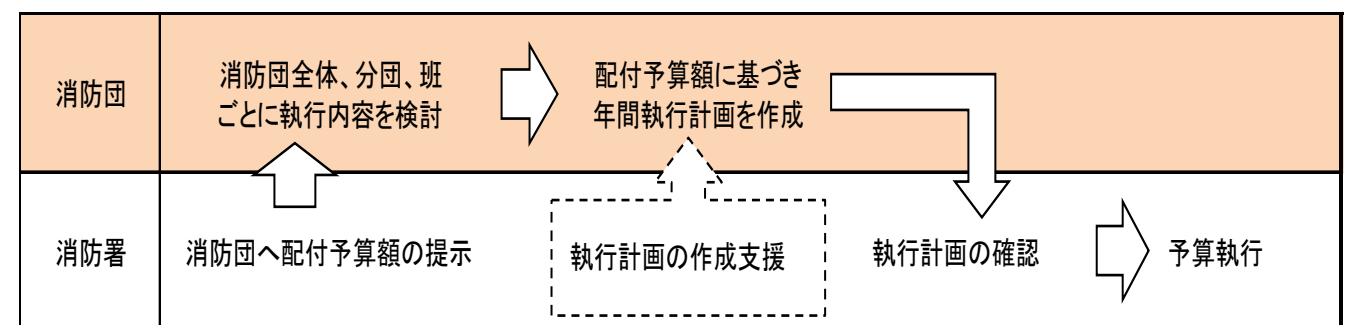 消防団
消防団全体、分団、班
ごとに執行内容を検討
配付予算額に基づき
年間執行計画を作成
消防署
消防団へ配付予算額の提示
執行計画の作成支援
執行計画の確認
予算執行